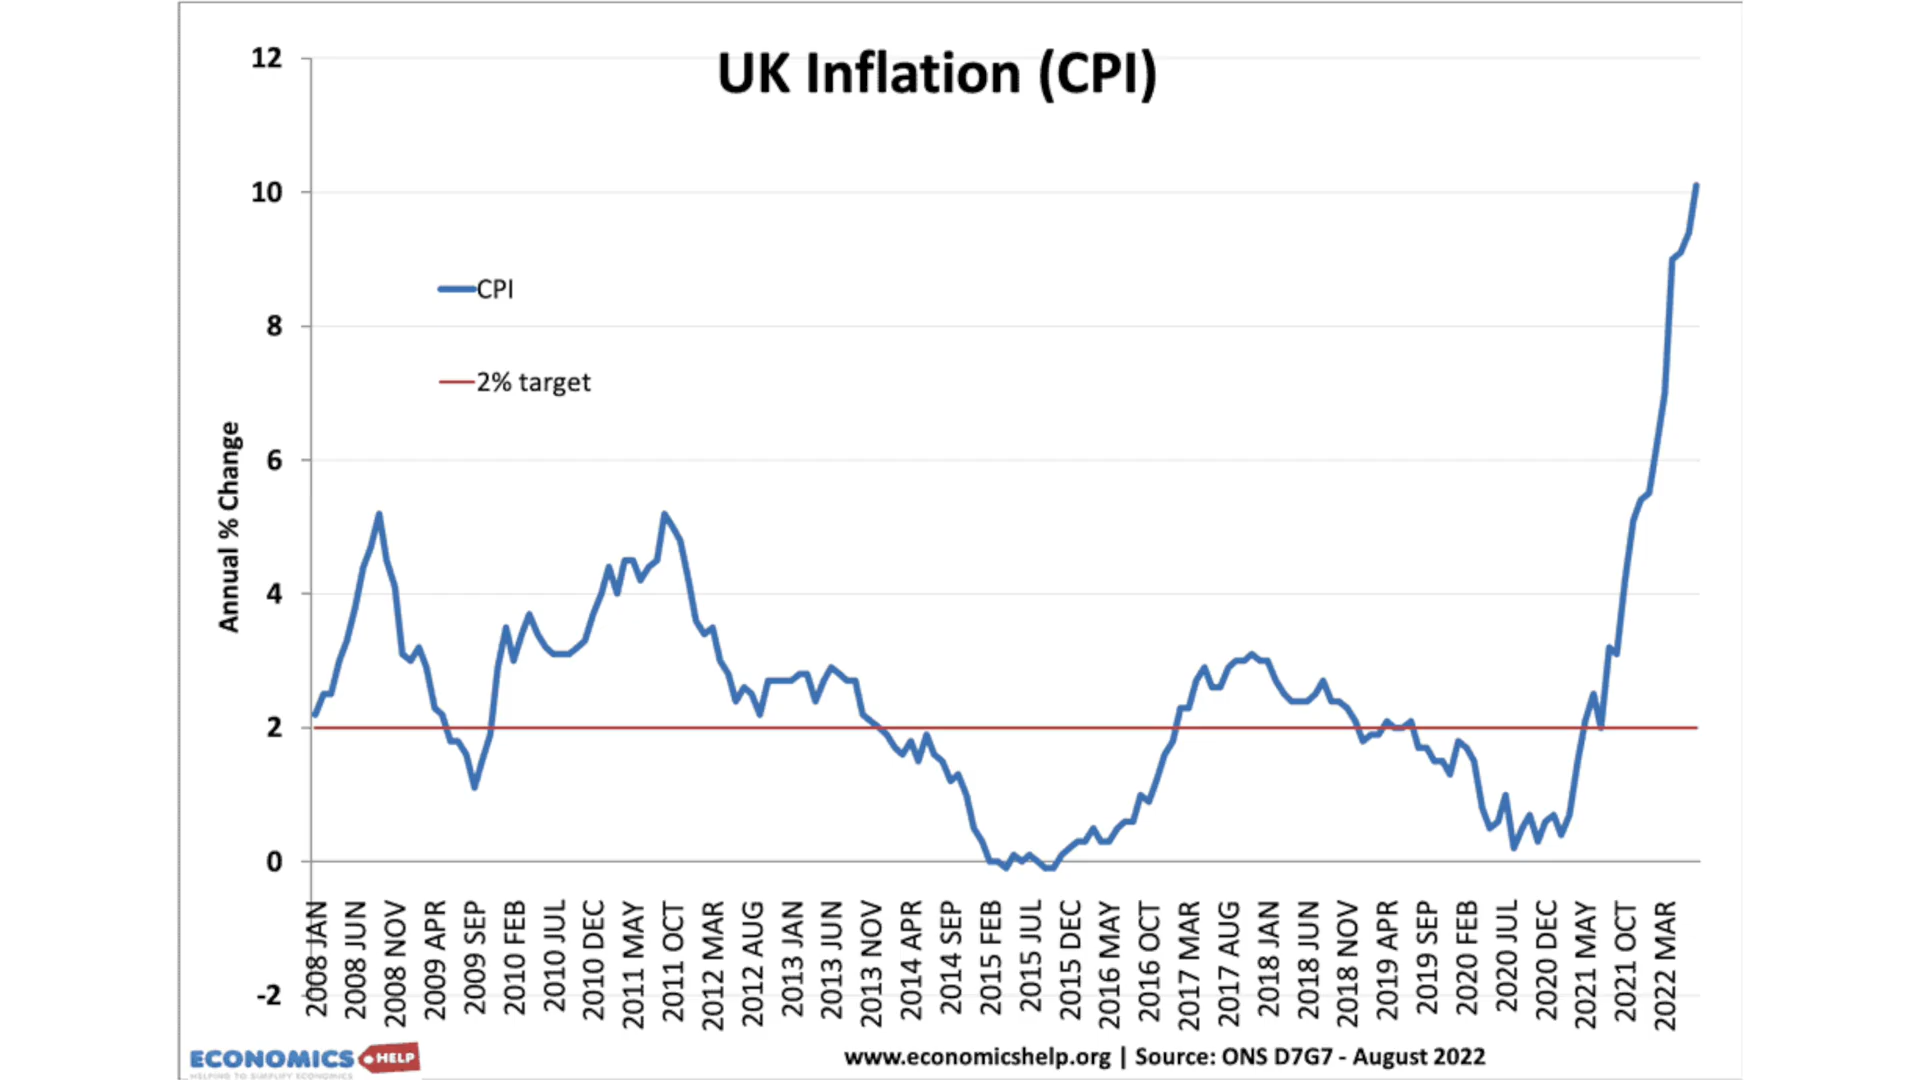 UK Inflation (CPI)
12
10
8
6
4
2
0
-2
Annual % Change
CPI
2% target
2008 JAN
2008 JUN
2008 NOV
2009 APR
2009 SEP
2010 FEB
2010 JUL
2010 DEC
2011 MAY
2011 OCT
2012 MAR
2012 AUG
2013 JAN
2013 JUN
2013 NOV
2014 APR
2014 SEP
2015 FEB
2015 JUL
2015 DEC
2016 MAY
2016 OCT
2017 MAR
2017 AUG
2018 JAN
2018 JUN
2018 NOV
2019 APR
2019 SEP
2020 FEB
2020 JUL
2020 DEC
2021 MAY
2021 OCT
2022 MAR
ECONOMICS HELP
HELPING TO SIMPLIFY ECONOMICS
www.economicshelp.org | Source: ONS D7G7 - August 2022